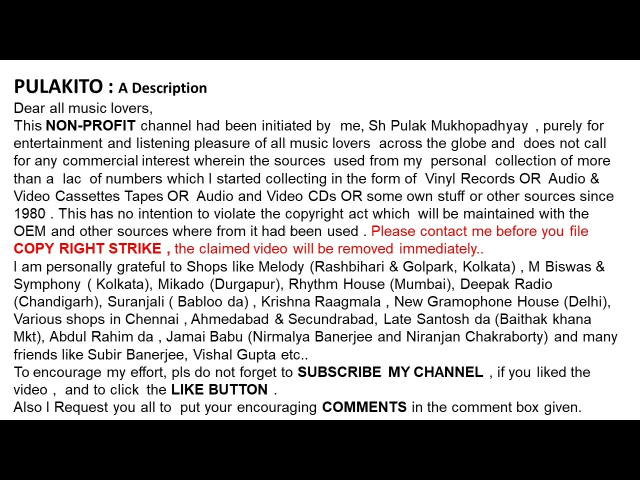 PULAKITO : A Description
Dear all music lovers,
This NON-PROFIT channel had been initiated by me, Sh Pulak Mukhopadhyay , purely for
entertainment and listening pleasure of all music lovers across the globe and does not call
for any commercial interest wherein the sources used from my personal collection of more
than a lac of numbers which I started collecting in the form of Vinyl Records OR Audio &
Video Cassettes Tapes OR Audio and Video CDs OR some own stuff or other sources since
1980 . This has no intention to violate the copyright act which will be maintained with the
OEM and other sources where from it had been used . Please contact me before you file
COPY RIGHT STRIKE , the claimed video will be removed immediately..
I am personally grateful to Shops like Melody (Rashbihari & Golpark, Kolkata) , M Biswas &
Symphony ( Kolkata), Mikado (Durgapur), Rhythm House (Mumbai), Deepak Radio
(Chandigarh), Suranjali ( Babloo da) , Krishna Raagmala , New Gramophone House (Delhi),
Various shops in Chennai , Ahmedabad & Secundrabad, Late Santosh da (Baithak khana
Mkt), Abdul Rahim da , Jamai Babu (Nirmalya Banerjee and Niranjan Chakraborty) and many
friends like Subir Banerjee, Vishal Gupta etc..
To encourage my effort, pls do not forget to SUBSCRIBE MY CHANNEL , if you liked the
video , and to click the LIKE BUTTON .
Also I Request you all to put your encouraging COMMENTS in the comment box given.